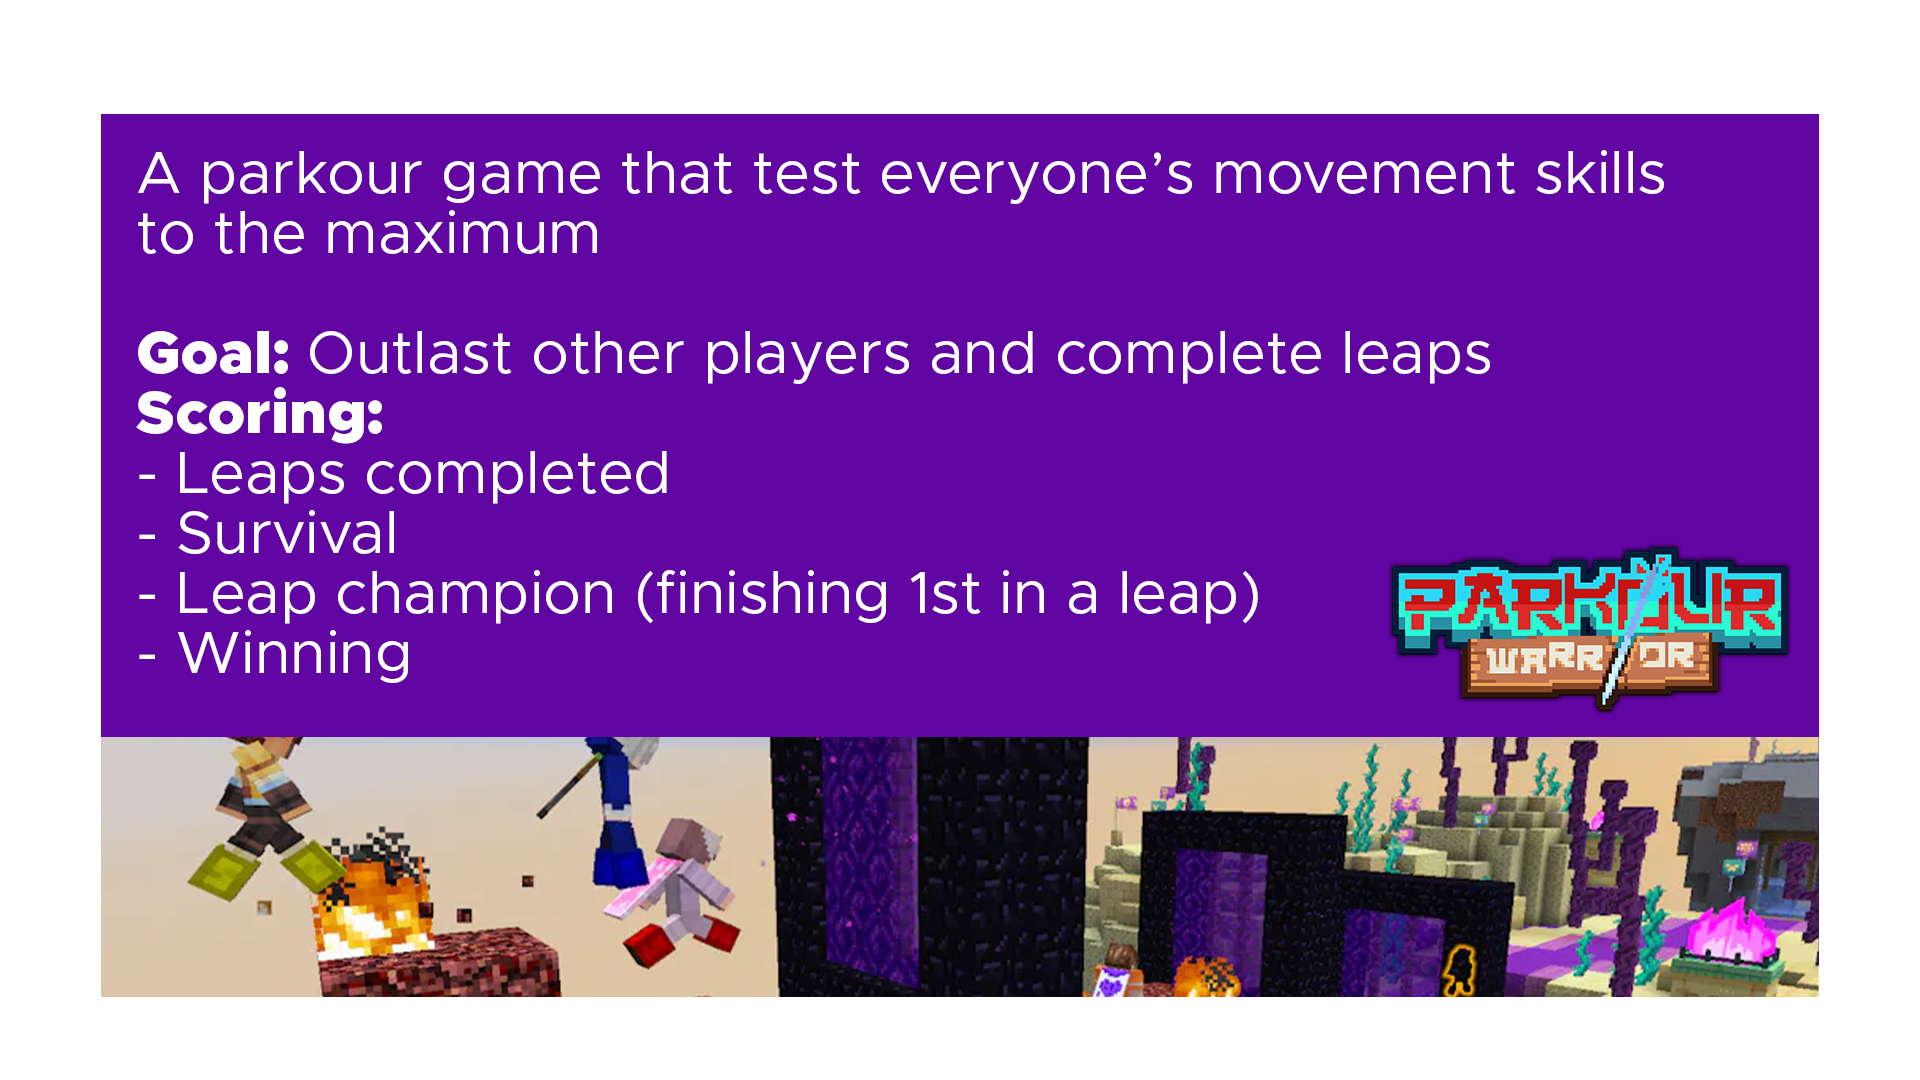 A parkour game that test everyone’s movement skills
to the maximum
Goal: Outlast other players and complete leaps
Scoring:
- Leaps completed
- Survival
- Leap champion (finishing 1st in a leap)
- Winning
PARKOUR
WARRIOR